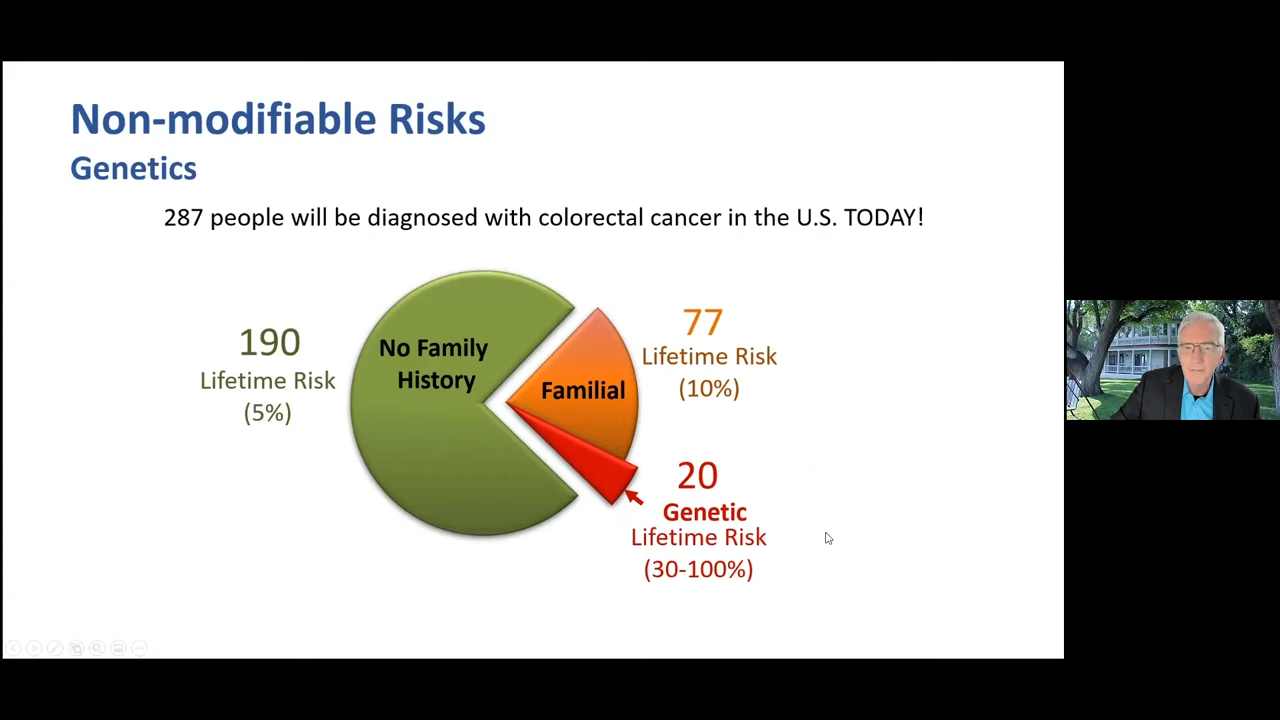 Non-modifiable Risks
Genetics
287 people will be diagnosed with colorectal cancer in the U.S. TODAY!
190
Lifetime Risk
(5%)
No Family
History
Familial
77
Lifetime Risk
(10%)
20
Genetic
Lifetime Risk
(30-100%)